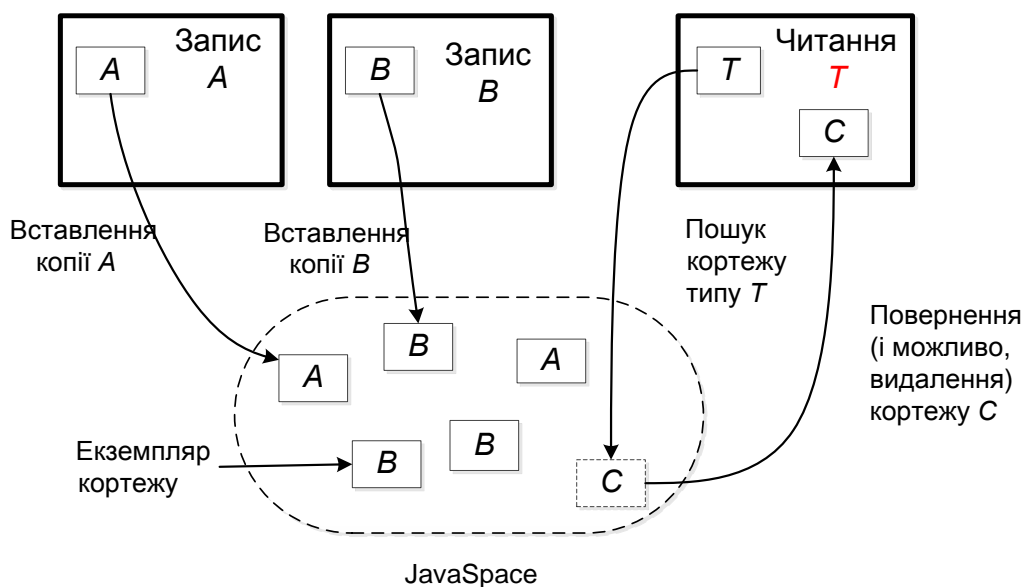 A
Запис
A
B
Запис
B
T
Читання
T
C
Вставлення
копії A
Вставлення
копії B
Пошук
кортежу
типу T
Повернення
(і можливо,
видалення)
кортежу C
A
B
A
B
B
C
Екземпляр
кортежу
JavaSpace